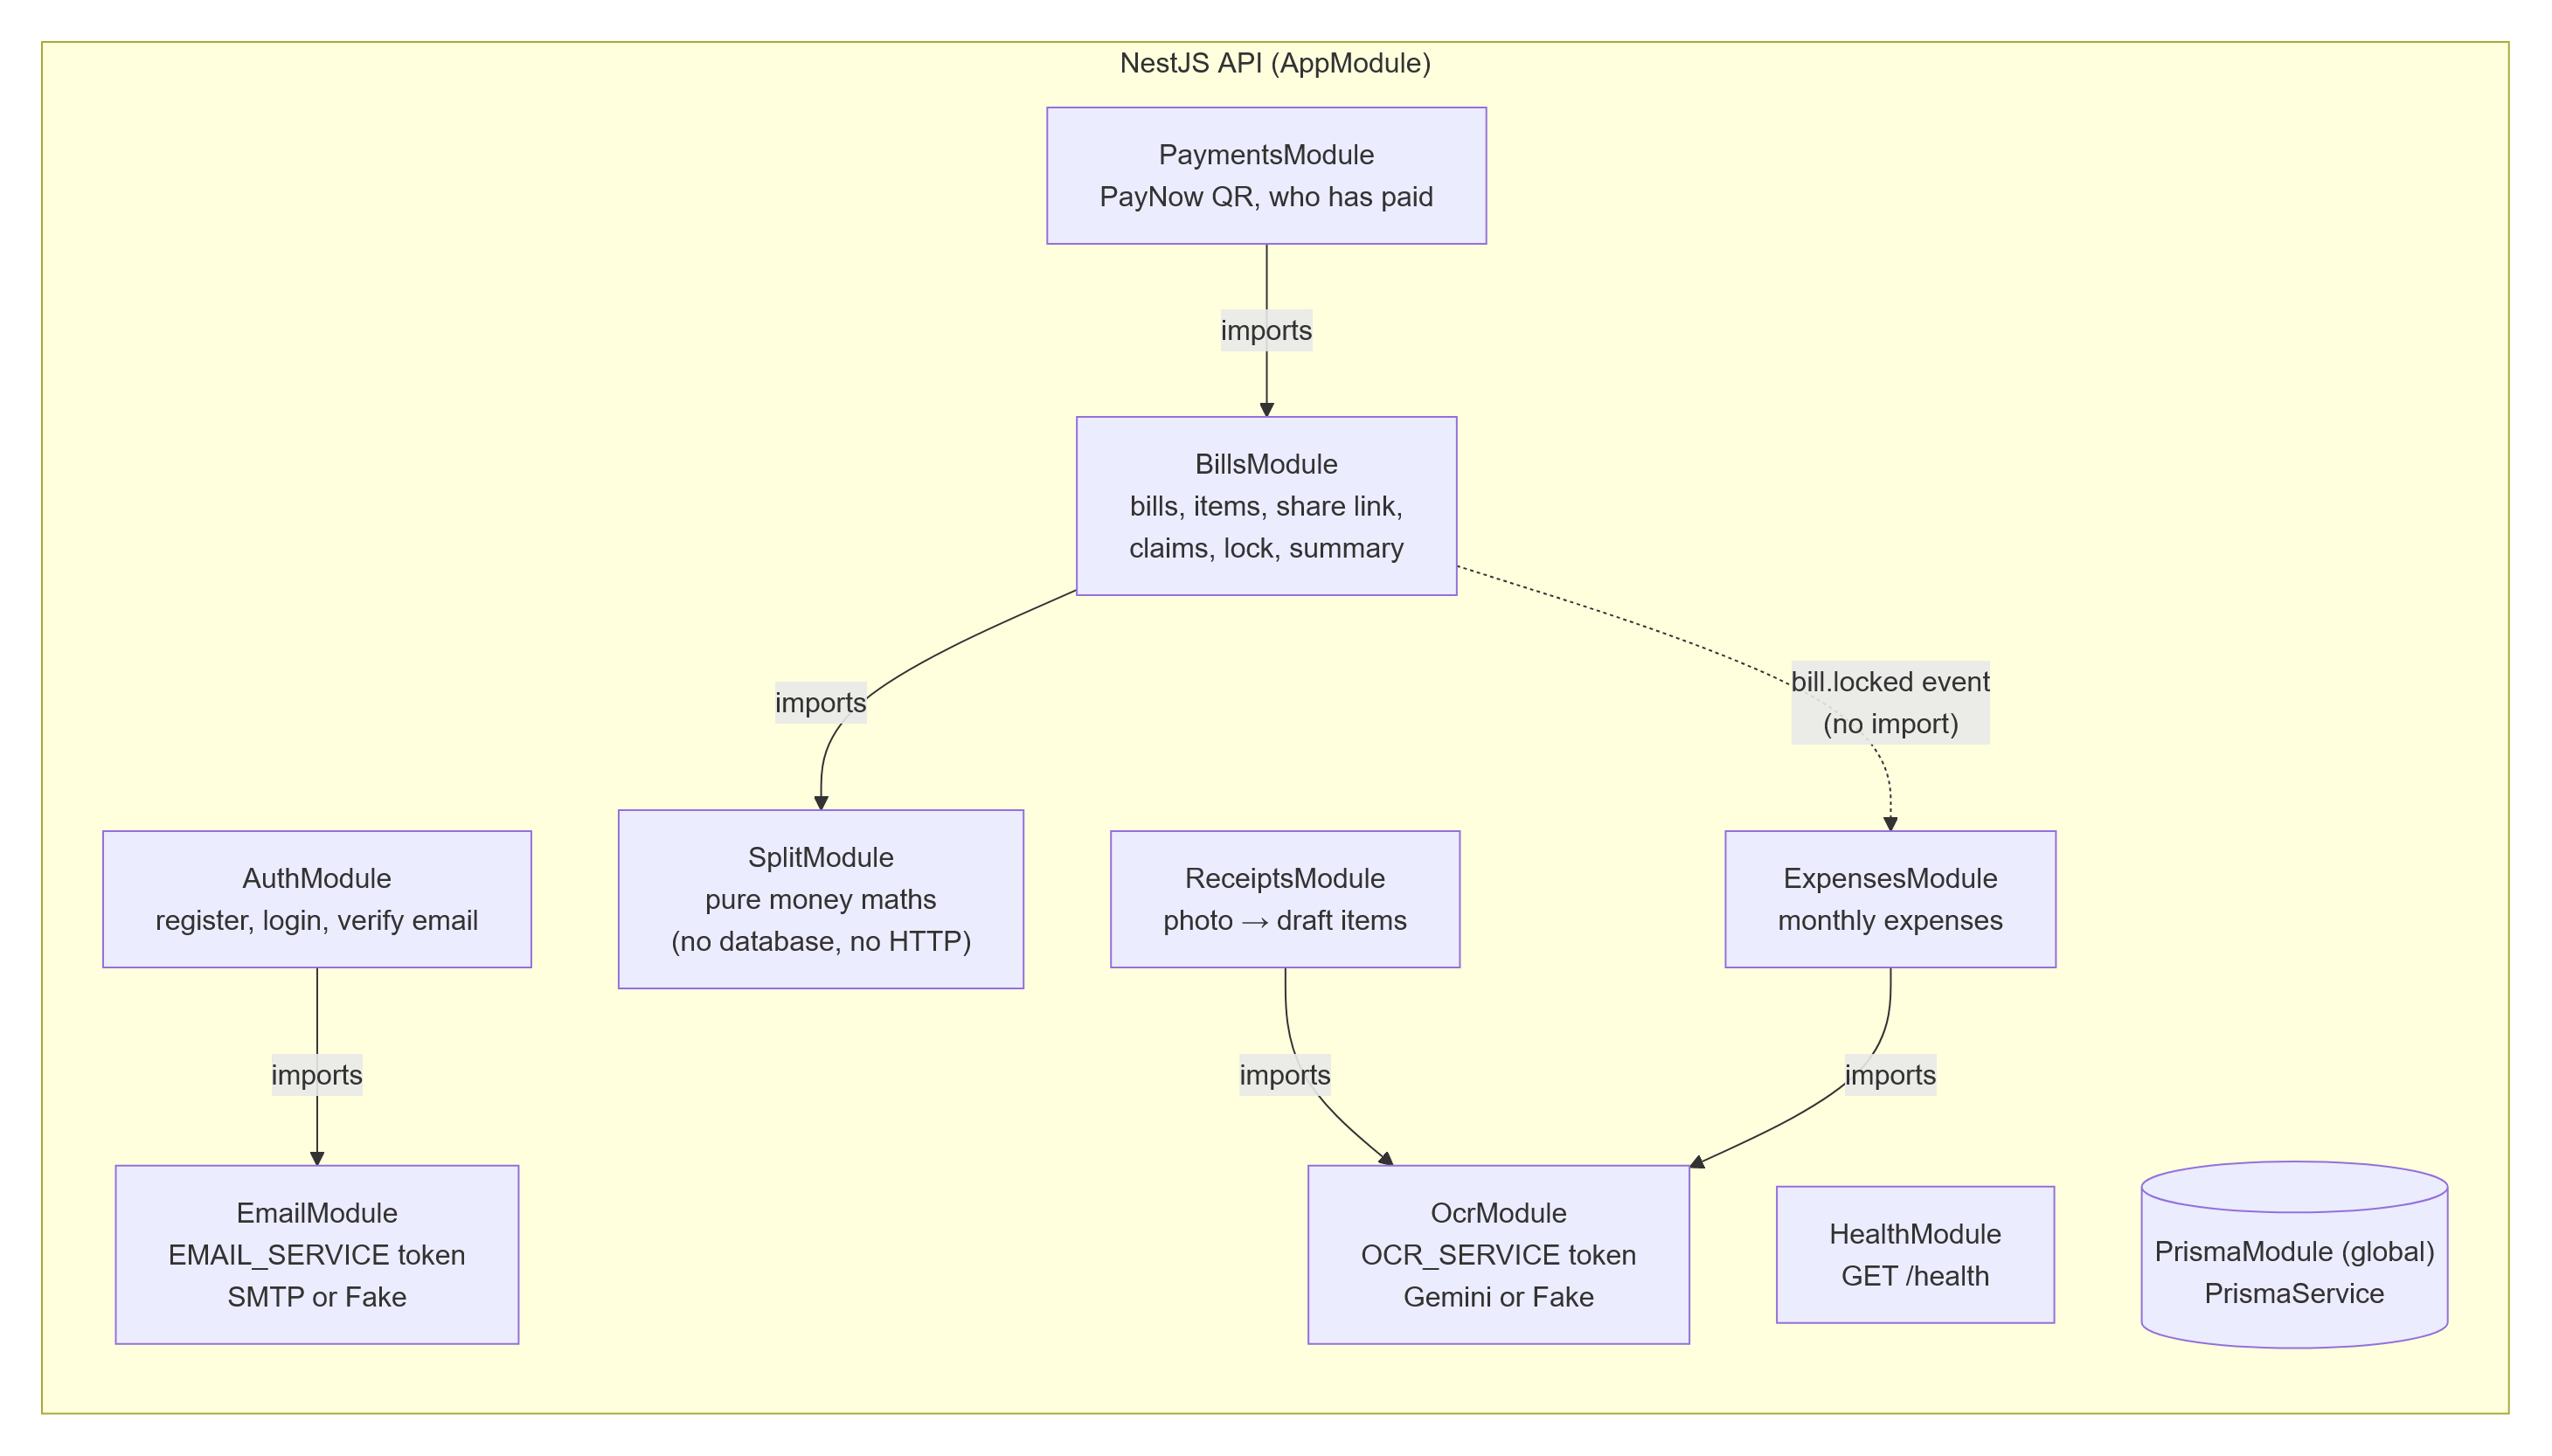 NestJS API (AppModule)
PaymentsModule
PayNow QR, who has paid
imports
BillsModule
bills, items, share link,
claims, lock, summary
imports
bill.locked event
(no import)
AuthModule
register, login, verify email
SplitModule
pure money maths
(no database, no HTTP)
ReceiptsModule
photo → draft items
ExpensesModule
monthly expenses
imports
imports
imports
EmailModule
EMAIL_SERVICE token
SMTP or Fake
OcrModule
OCR_SERVICE token
Gemini or Fake
HealthModule
GET /health
PrismaModule (global)
PrismaService